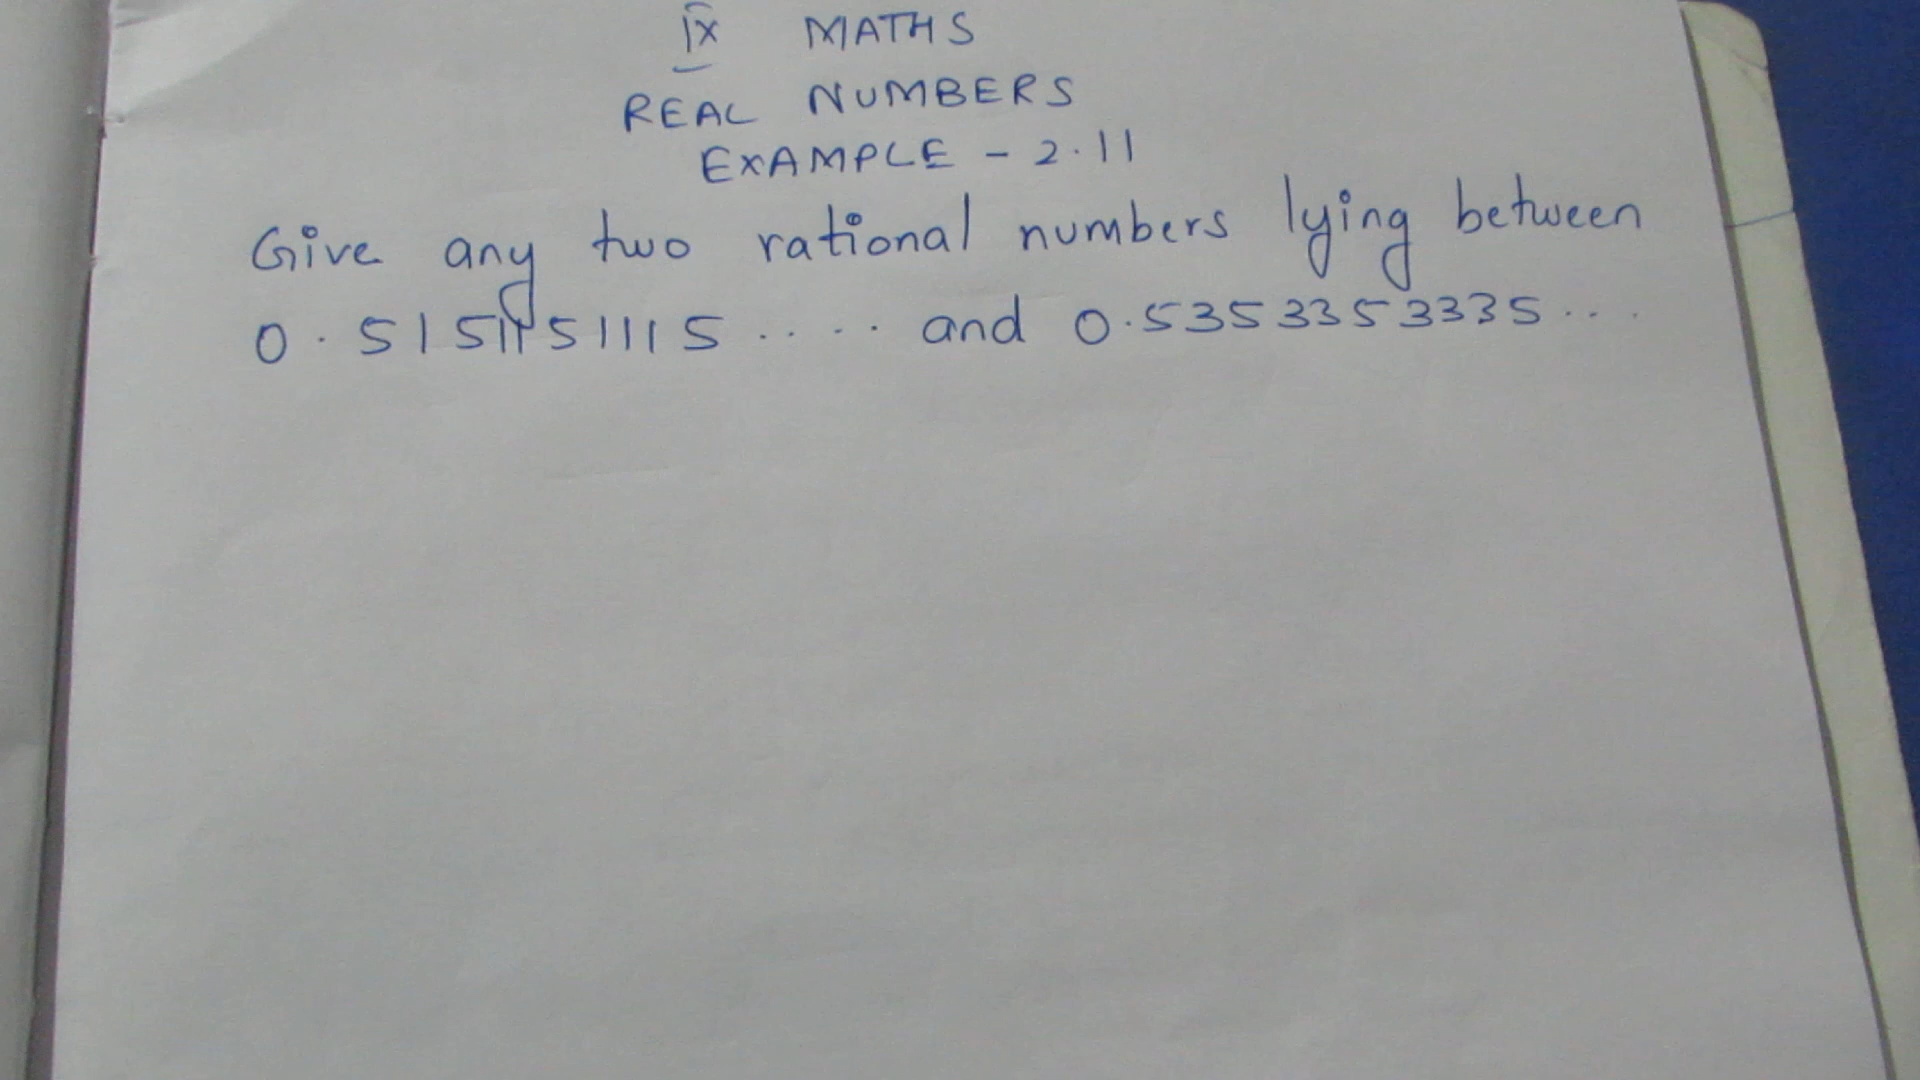 IX MATHS
REAL NUMBERS
EXAMPLE - 2.11
Give any two rational numbers lying between
0.5151151115.... and 0.5353353335...